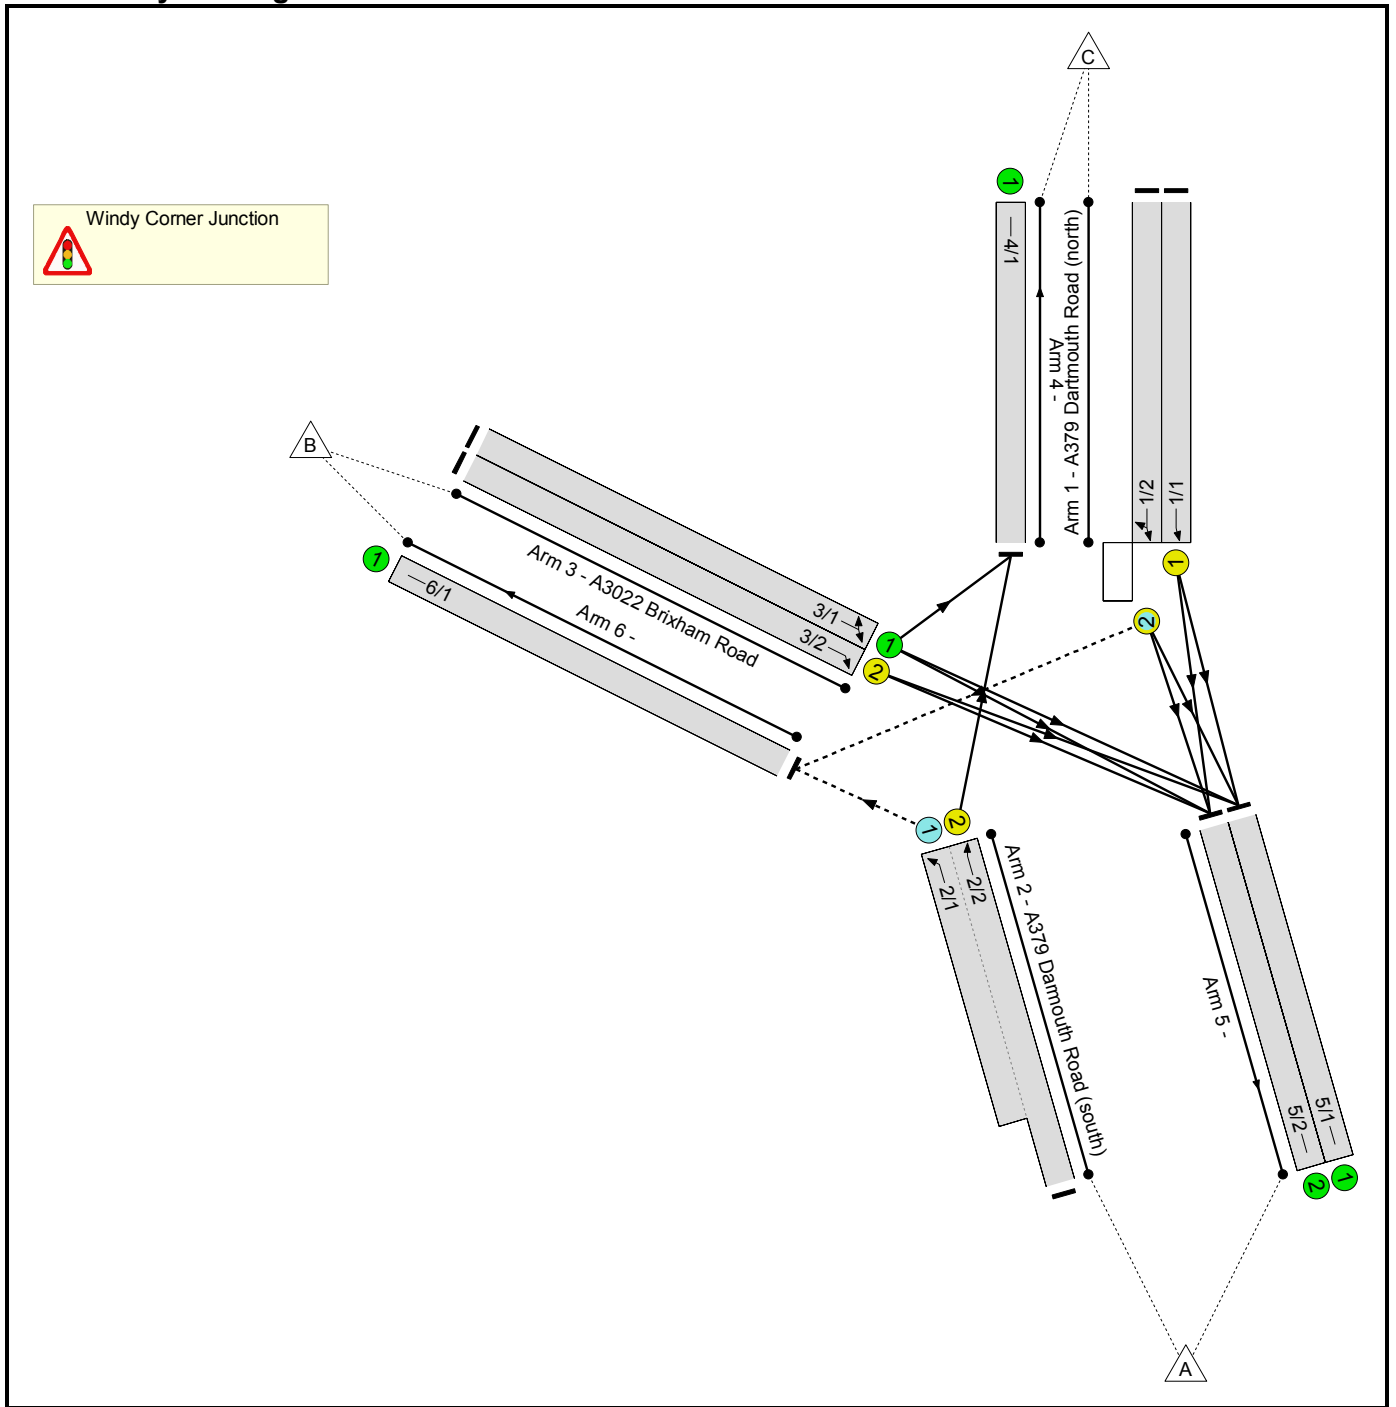 C
Windy Corner Junction
1
4/1
Arm 4 -
Arm 1 - A379 Dartmouth Road (north)
1/2
1/1
B
1
2
1
6/1
Arm 3 - A3022 Brixham Road
Arm 6 -
3/1
3/2
1
2
1
2
2/1
2/2
Arm 2 - A379 Darmouth Road (south)
Arm 5 -
5/2
5/1
2
1
A